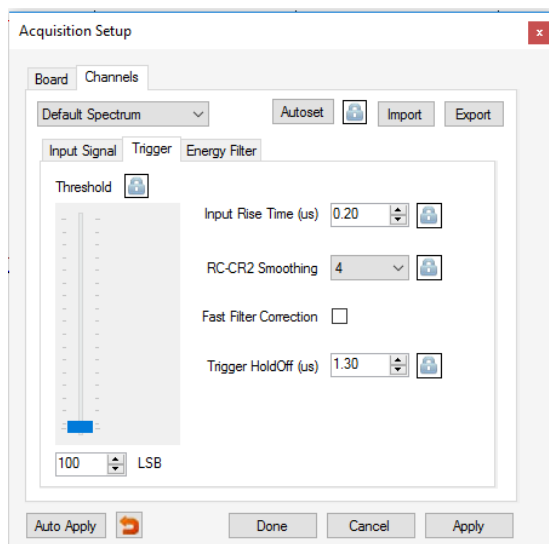 Acquisition Setup
x
Board Channels
Default Spectrum Autoset Import Export
Input Signal Trigger Energy Filter
Threshold
Input Rise Time (us) 0.20
RC-CR2 Smoothing 4
Fast Filter Correction
Trigger HoldOff (us) 1.30
100 LSB
Auto Apply Done Cancel Apply